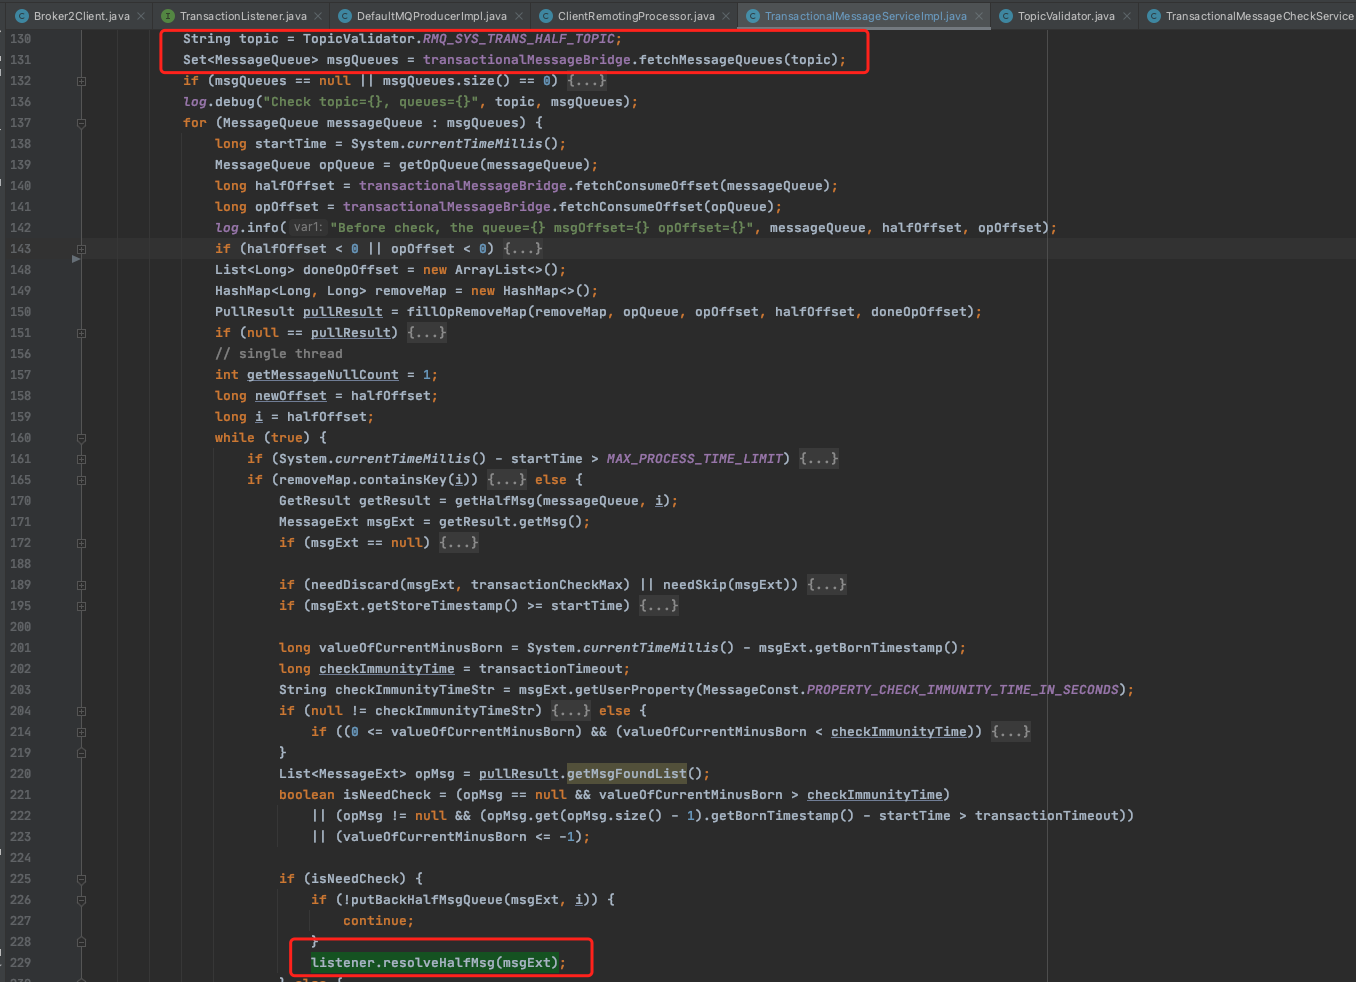 Broker2Client.java TransactionListener.java DefaultMQProducerImpl.java ClientRemotingProcessor.java TransactionalMessageServiceImpl.java TopicValidator.java TransactionalMessageCheckService
130 String topic = TopicValidator.RMQ_SYS_TRANS_HALF_TOPIC;
131 Set<MessageQueue> msgQueues = transactionalMessageBridge.fetchMessageQueues(topic);
132 if (msgQueues == null || msgQueues.size() == 0) {...}
136 log.debug("Check topic={}, queues={}", topic, msgQueues);
137 for (MessageQueue messageQueue : msgQueues) {
138 long startTime = System.currentTimeMillis();
139 MessageQueue opQueue = getOpQueue(messageQueue);
140 long halfOffset = transactionalMessageBridge.fetchConsumeOffset(messageQueue);
141 long opOffset = transactionalMessageBridge.fetchConsumeOffset(opQueue);
142 log.info( var1: "Before check, the queue={} msgOffset={} opOffset={}", messageQueue, halfOffset, opOffset);
143 if (halfOffset < 0 || opOffset < 0) {...}
148 List<Long> doneOpOffset = new ArrayList<>();
149 HashMap<Long, Long> removeMap = new HashMap<>();
150 PullResult pullResult = fillOpRemoveMap(removeMap, opQueue, opOffset, halfOffset, doneOpOffset);
151 if (null == pullResult) {...}
156 // single thread
157 int getMessageNullCount = 1;
158 long newOffset = halfOffset;
159 long i = halfOffset;
160 while (true) {
161 if (System.currentTimeMillis() - startTime > MAX_PROCESS_TIME_LIMIT) {...}
165 if (removeMap.containsKey(i)) {...} else {
170 GetResult getResult = getHalfMsg(messageQueue, i);
171 MessageExt msgExt = getResult.getMsg();
172 if (msgExt == null) {...}
188
189 if (needDiscard(msgExt, transactionCheckMax) || needSkip(msgExt)) {...}
195 if (msgExt.getStoreTimestamp() >= startTime) {...}
200
201 long valueOfCurrentMinusBorn = System.currentTimeMillis() - msgExt.getBornTimestamp();
202 long checkImmunityTime = transactionTimeout;
203 String checkImmunityTimeStr = msgExt.getUserProperty(MessageConst.PROPERTY_CHECK_IMMUNITY_TIME_IN_SECONDS);
204 if (null != checkImmunityTimeStr) {...} else {
214 if ((0 <= valueOfCurrentMinusBorn) && (valueOfCurrentMinusBorn < checkImmunityTime)) {...}
219 }
220 List<MessageExt> opMsg = pullResult.getMsgFoundList();
221 boolean isNeedCheck = (opMsg == null && valueOfCurrentMinusBorn > checkImmunityTime)
222 || (opMsg != null && (opMsg.get(opMsg.size() - 1).getBornTimestamp() - startTime > transactionTimeout))
223 || (valueOfCurrentMinusBorn <= -1);
224
225 if (isNeedCheck) {
226 if (!putBackHalfMsgQueue(msgExt, i)) {
227 continue;
228 }
229 listener.resolveHalfMsg(msgExt);
230 } else {